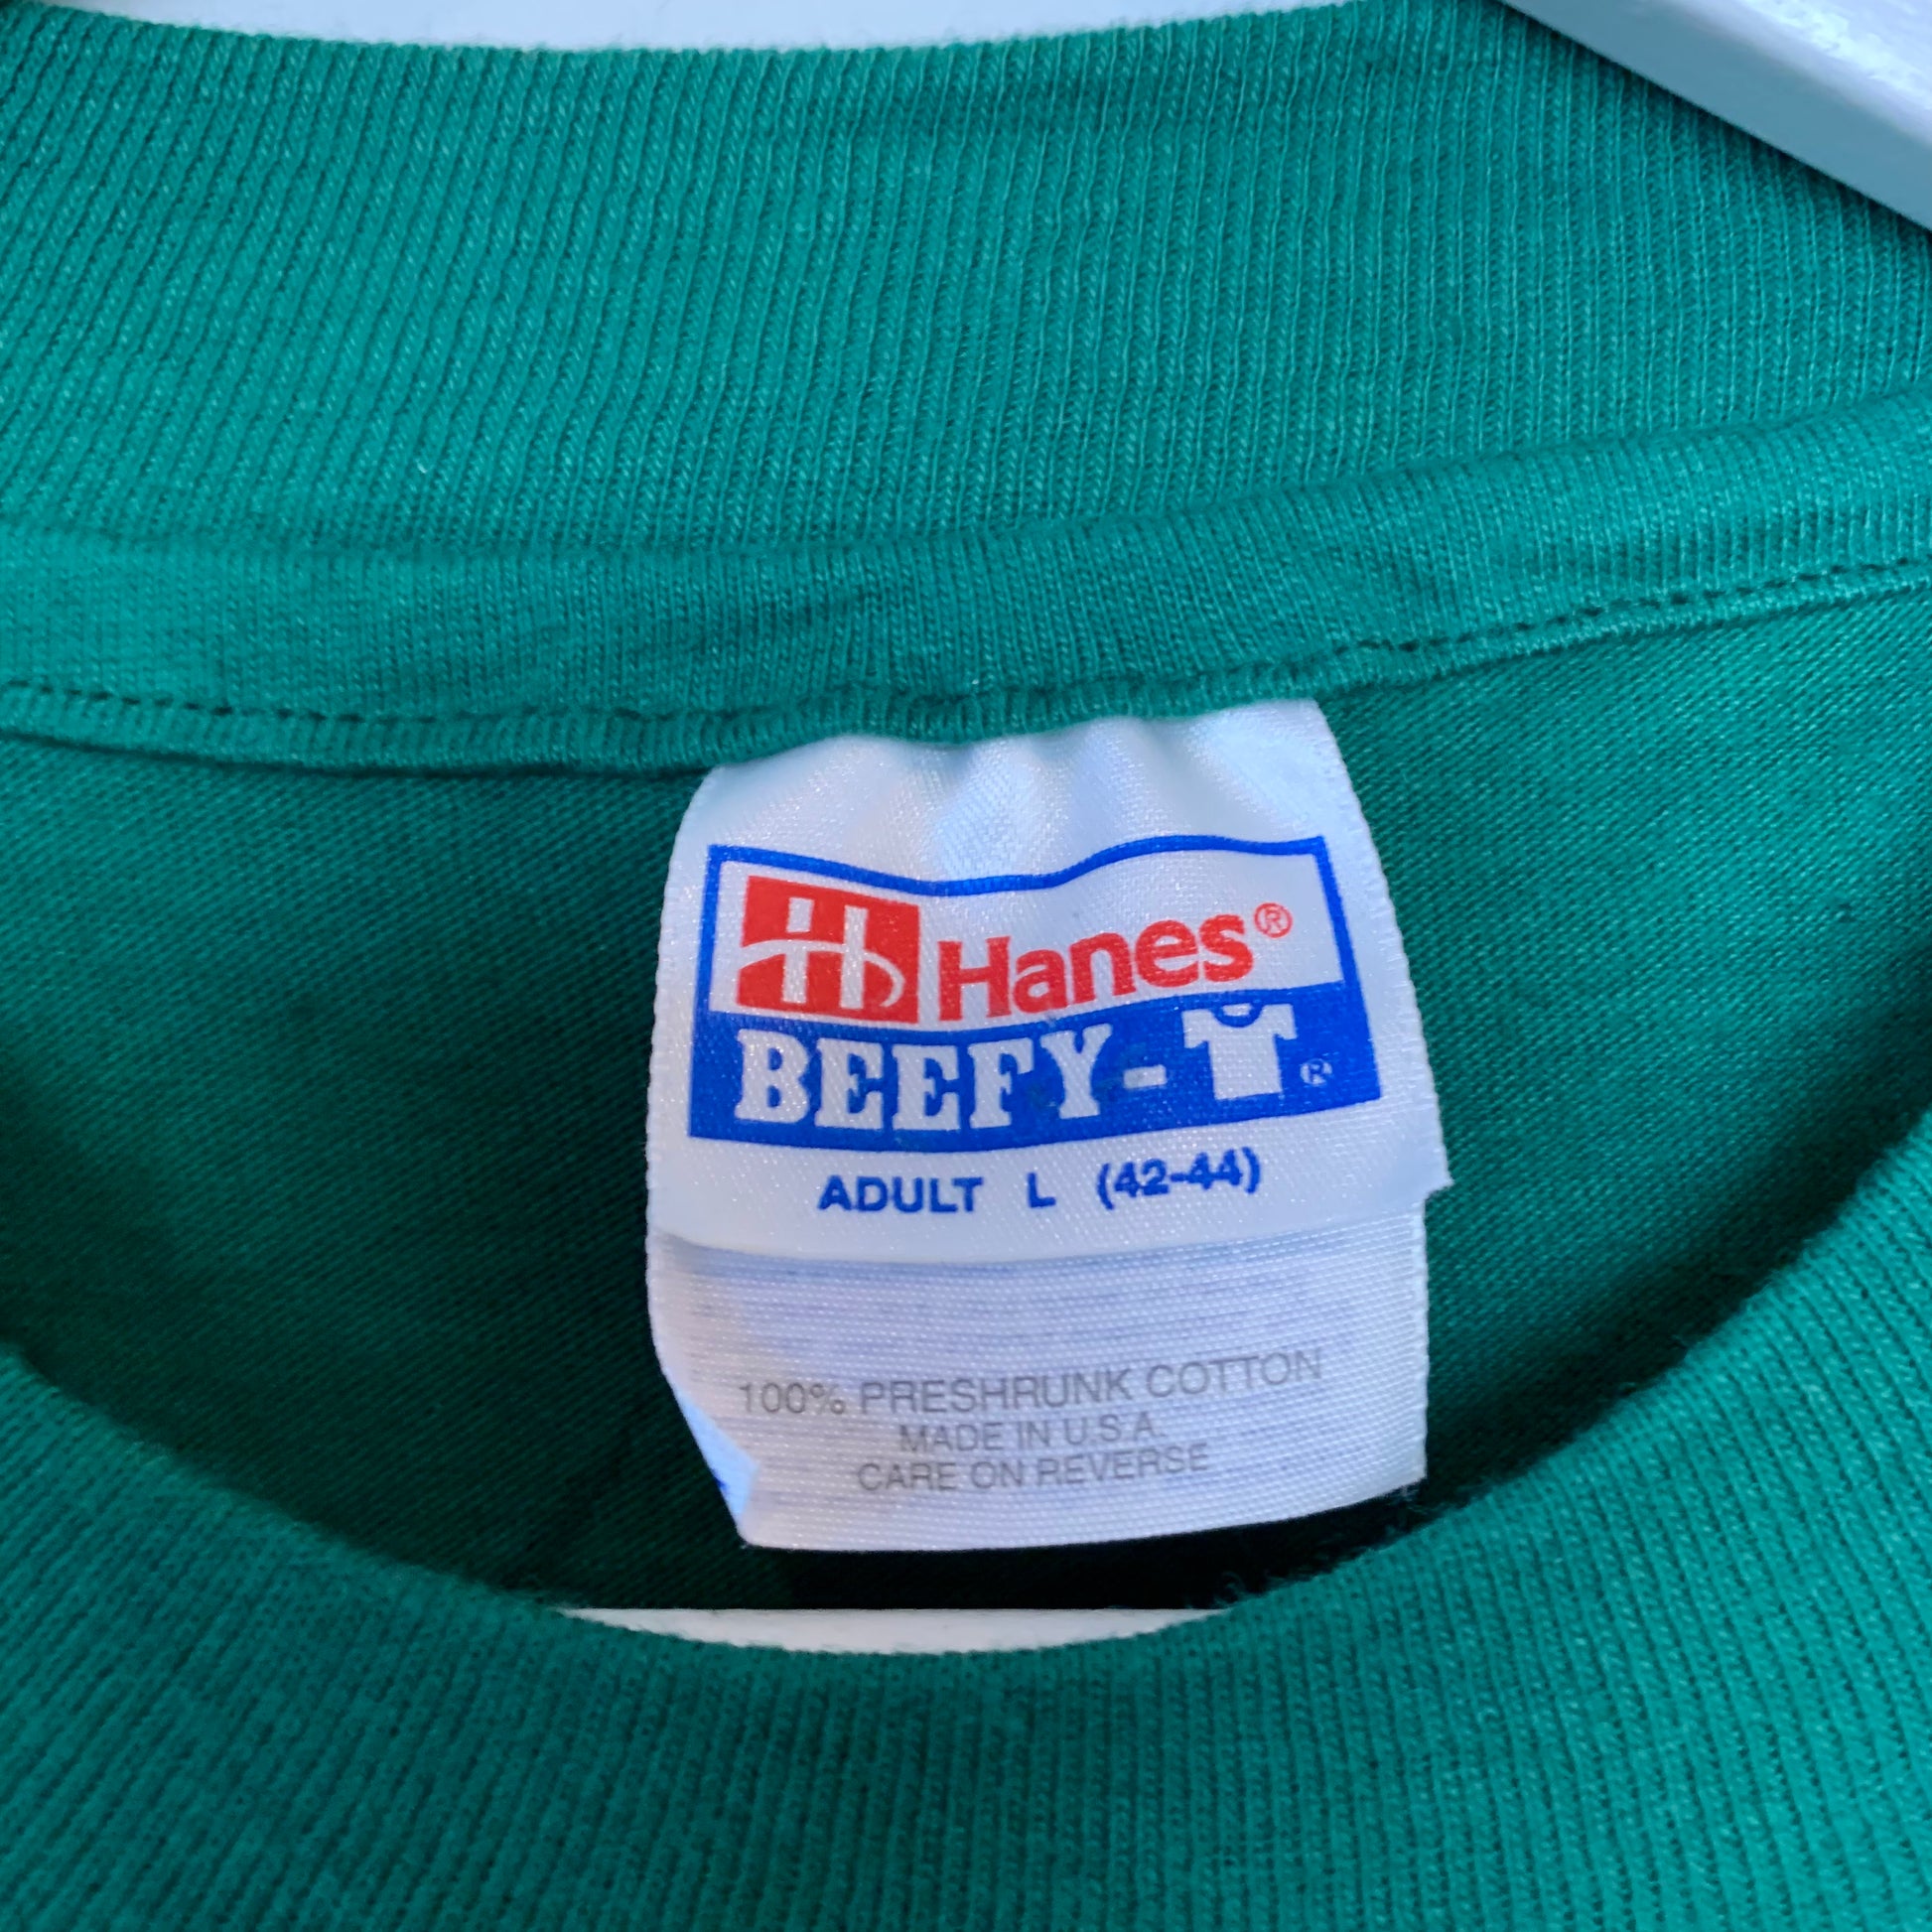 H Hanes®
BEEFY-T®
ADULT L (42-44)
100% PRESHRUNK COTTON
MADE IN U.S.A.
CARE ON REVERSE